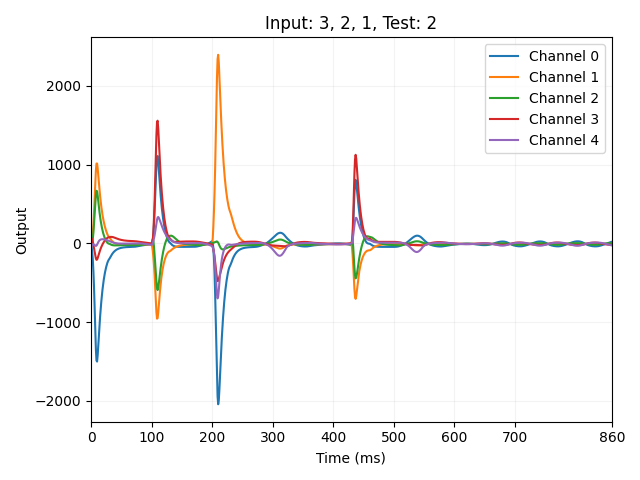 Input: 3, 2, 1, Test: 2
Channel 0
Channel 1
Channel 2
Channel 3
Channel 4
2000
1000
0
−1000
−2000
Output
0 100 200 300 400 500 600 700 860
Time (ms)